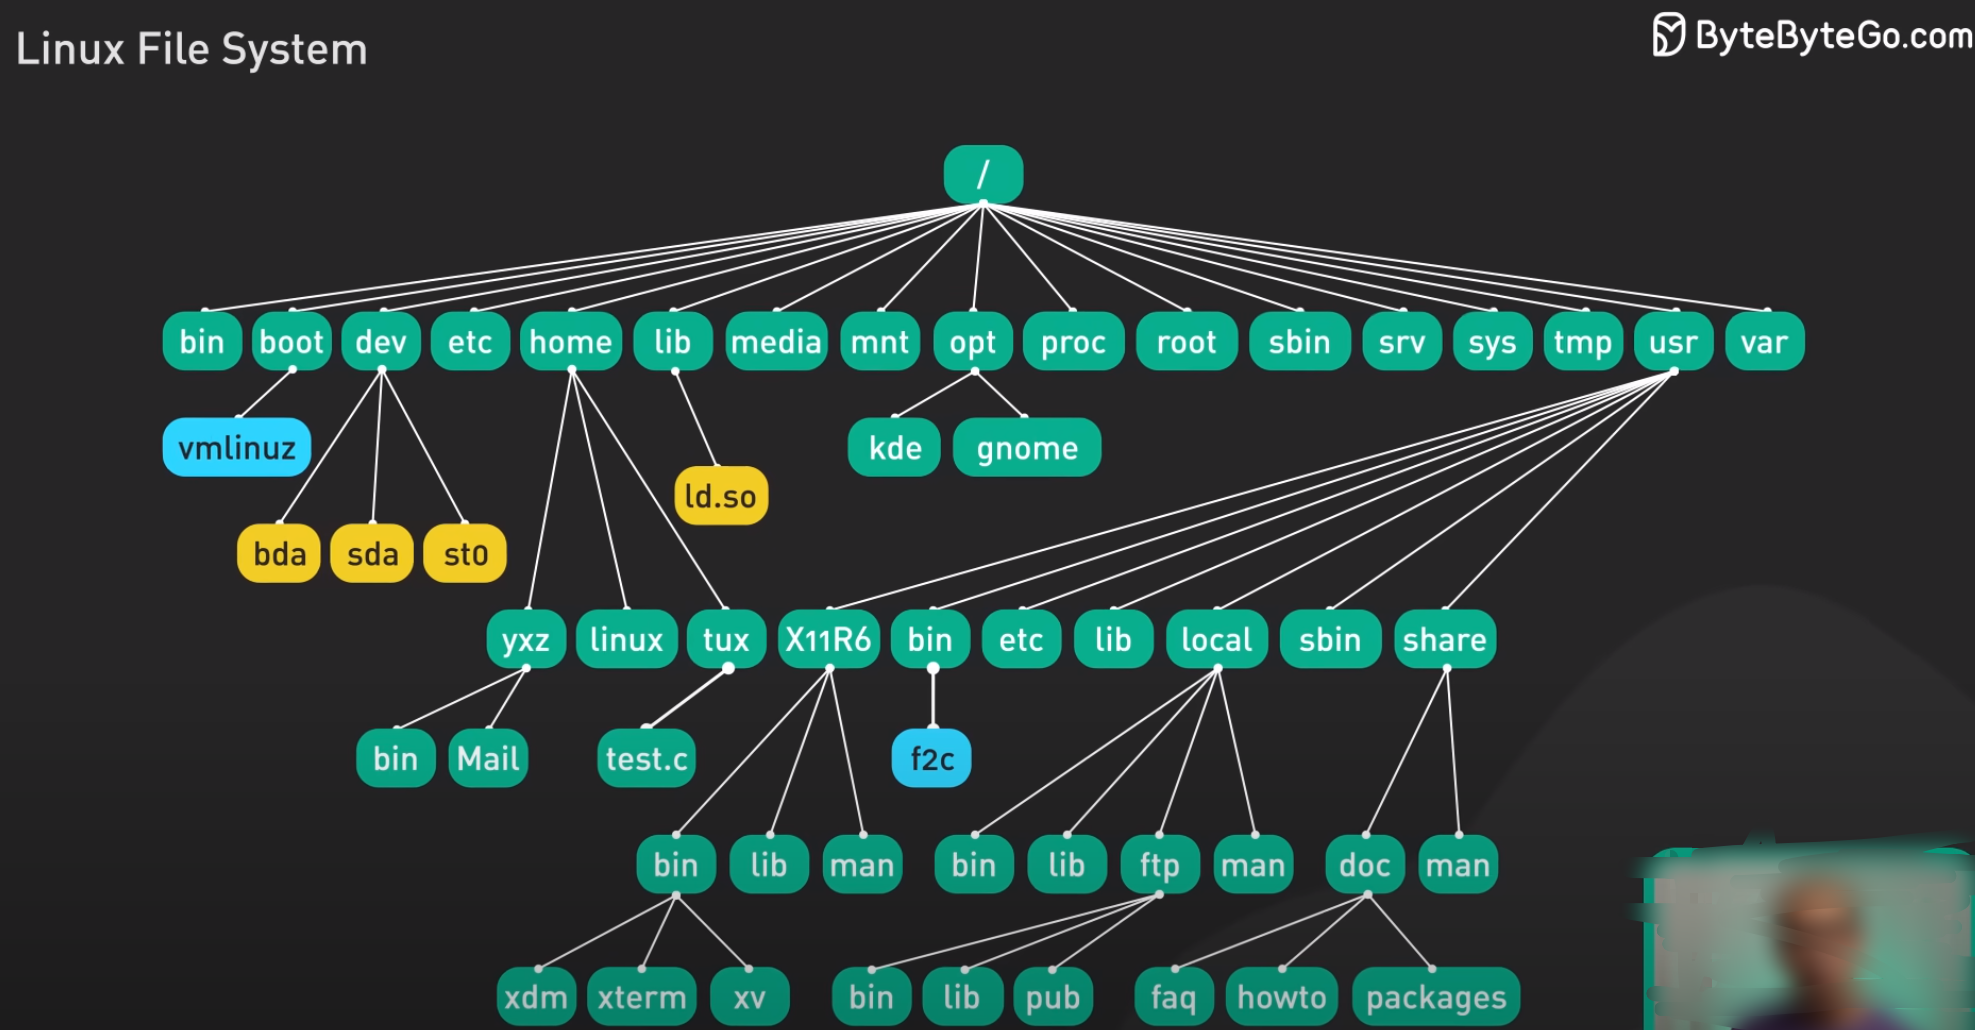 Linux File System
ByteByteGo.com
/
bin boot dev etc home lib media mnt opt proc root sbin srv sys tmp usr var
vmlinuz kde gnome
ld.so
bda sda st0
yxz linux tux X11R6 bin etc lib local sbin share
bin Mail test.c f2c
bin lib man bin lib ftp man doc man
xdm xterm xv bin lib pub faq howto packages